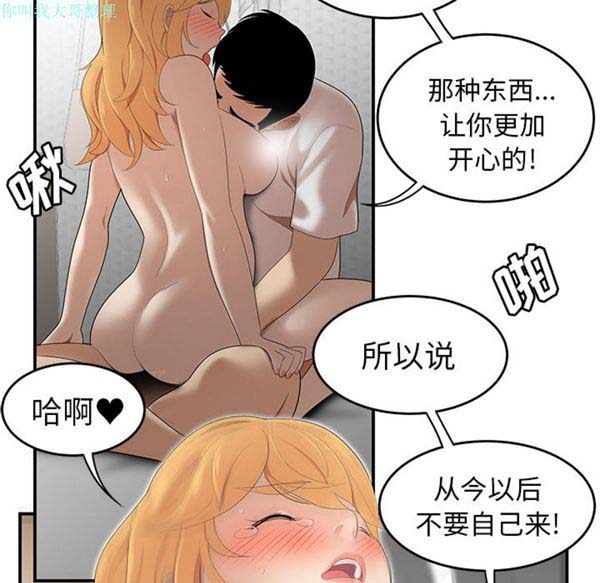 你叫我大哥整理
那种东西...
让你更加
开心的!
啾
啪
所以说
哈啊♥
从今以后
不要自己来!